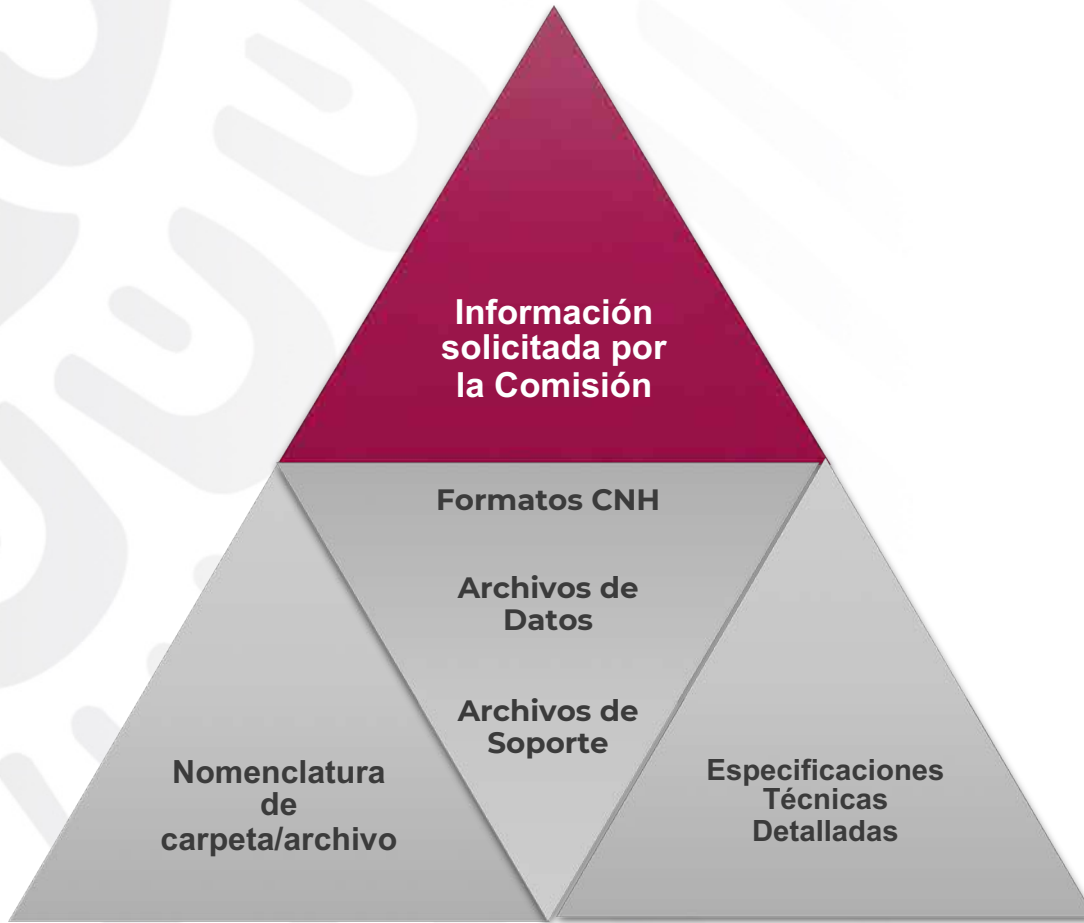 Información
solicitada por
la Comisión
Formatos CNH
Archivos de
Datos
Archivos de
Soporte
Nomenclatura
de
carpeta/archivo
Especificaciones
Técnicas
Detalladas